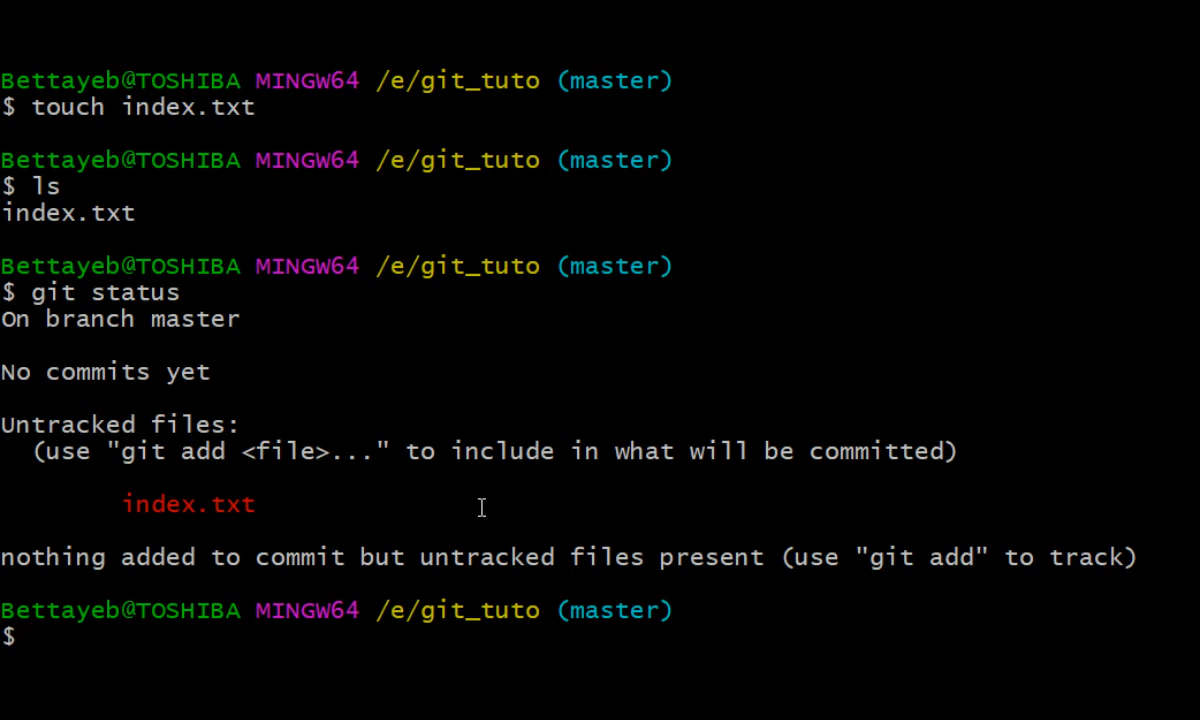 Bettayeb@TOSHIBA MINGW64 /e/git_tuto (master)
$ touch index.txt
Bettayeb@TOSHIBA MINGW64 /e/git_tuto (master)
$ ls
index.txt
Bettayeb@TOSHIBA MINGW64 /e/git_tuto (master)
$ git status
On branch master
No commits yet
Untracked files:
(use "git add <file>..." to include in what will be committed)
index.txt
nothing added to commit but untracked files present (use "git add" to track)
Bettayeb@TOSHIBA MINGW64 /e/git_tuto (master)
$